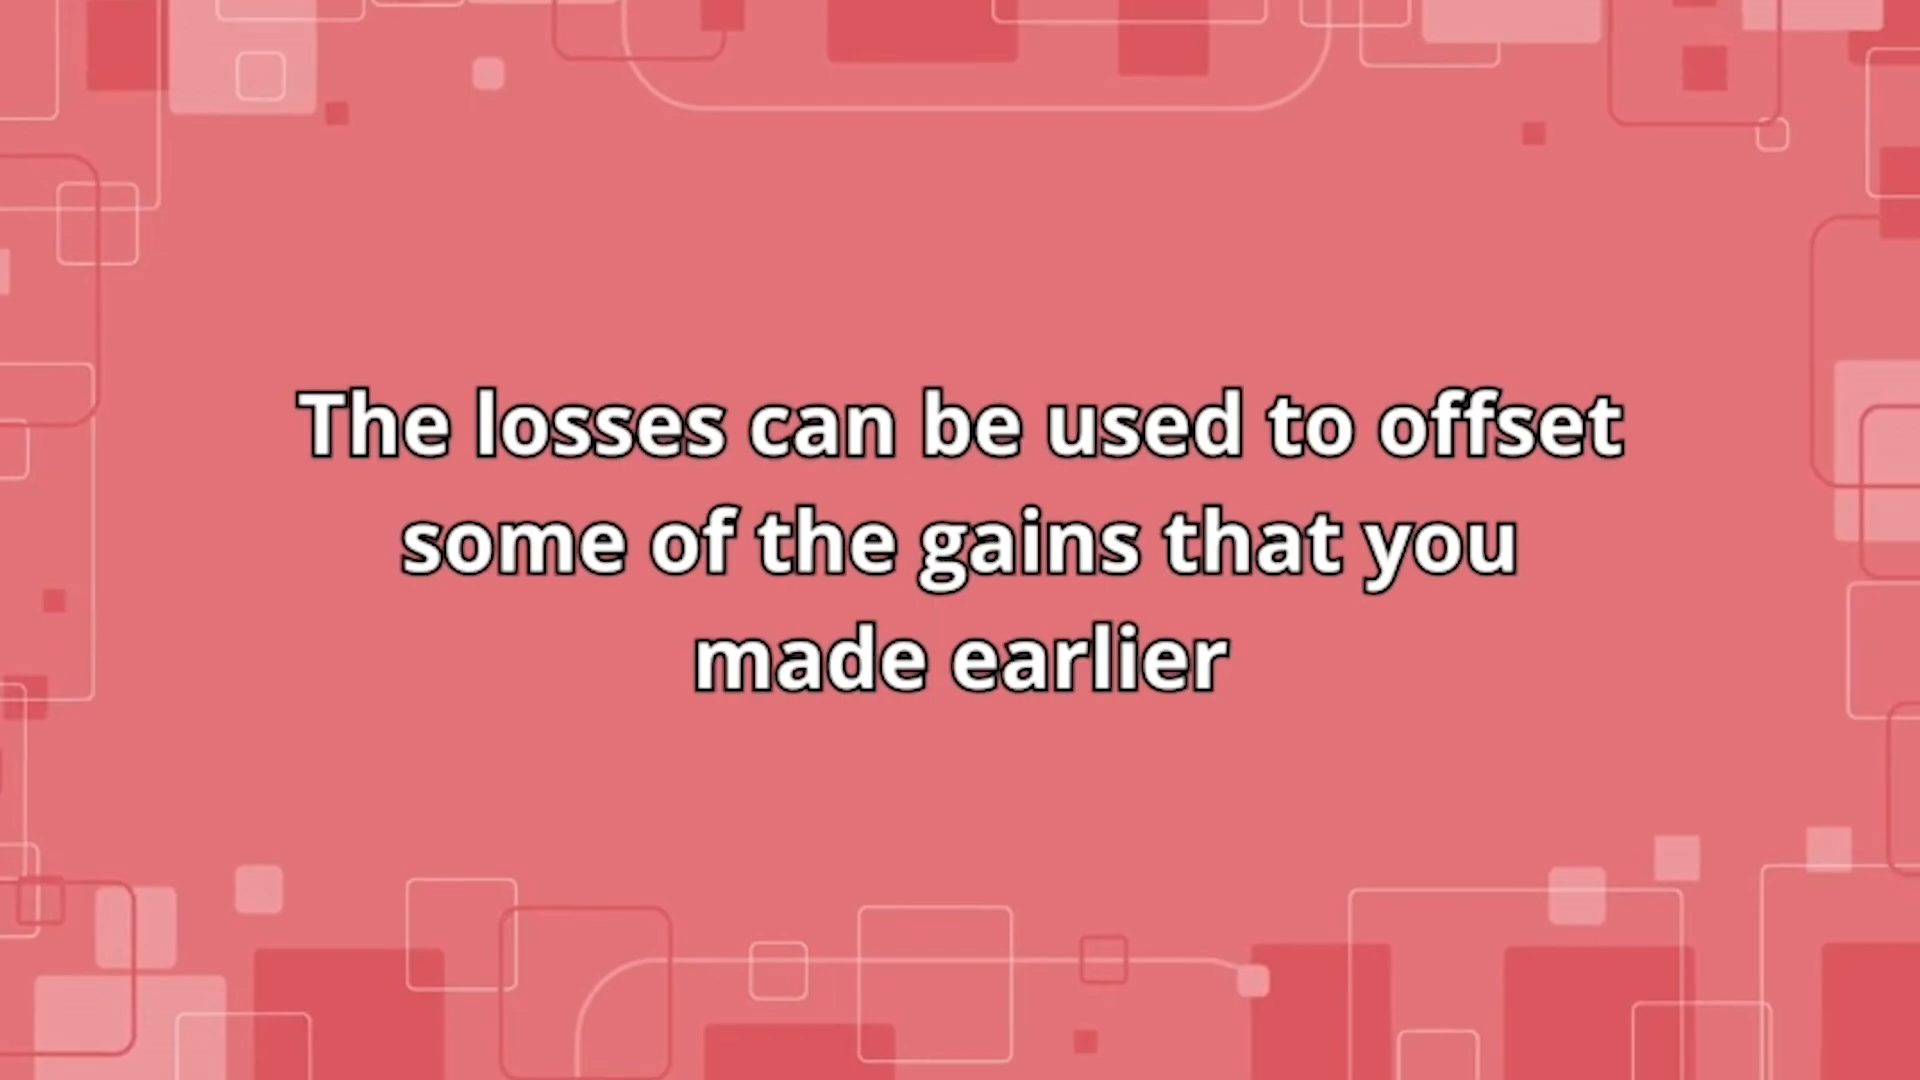 The losses can be used to offset
some of the gains that you
made earlier